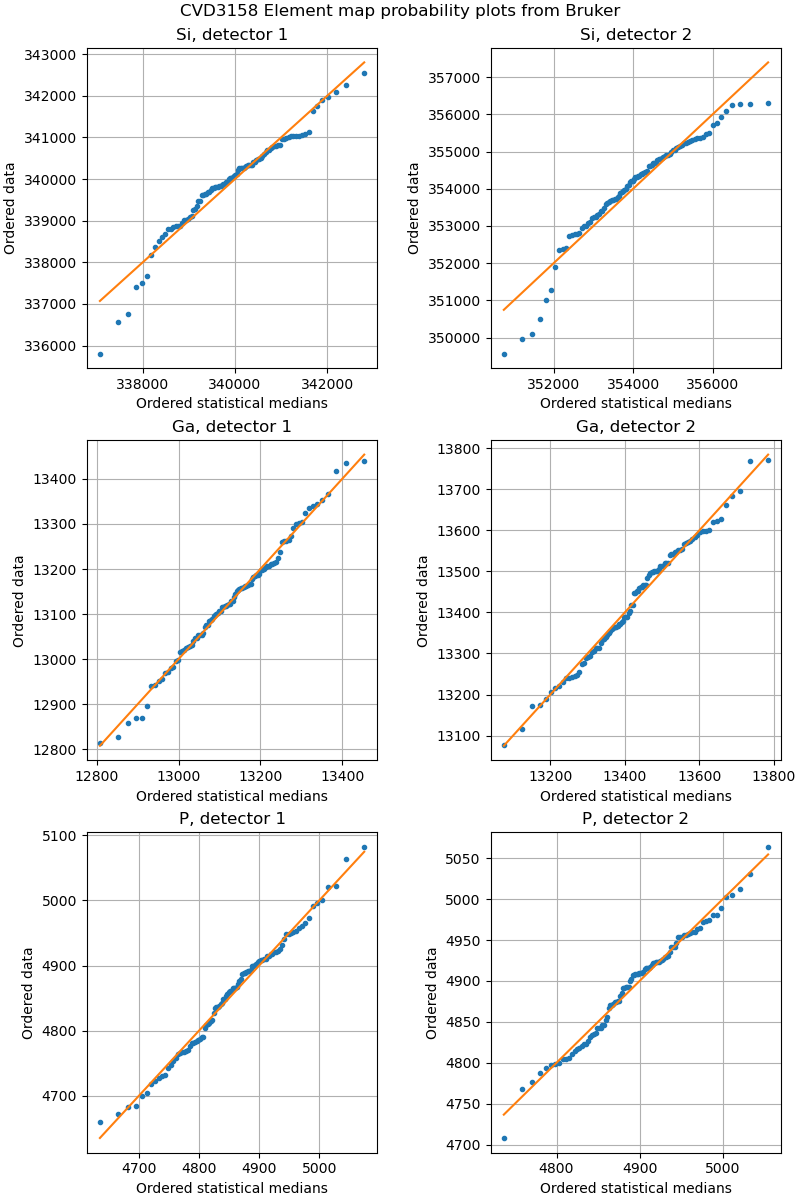 CVD3158 Element map probability plots from Bruker
Si, detector 1
343000
342000
341000
340000
339000
338000
337000
336000
Ordered data
338000 340000 342000
Ordered statistical medians
Si, detector 2
357000
356000
355000
354000
353000
352000
351000
350000
Ordered data
352000 354000 356000
Ordered statistical medians
Ga, detector 1
13400
13300
13200
13100
13000
12900
12800
Ordered data
12800 13000 13200 13400
Ordered statistical medians
Ga, detector 2
13800
13700
13600
13500
13400
13300
13200
13100
Ordered data
13200 13400 13600 13800
Ordered statistical medians
P, detector 1
5100
5000
4900
4800
4700
Ordered data
4700 4800 4900 5000
Ordered statistical medians
P, detector 2
5050
5000
4950
4900
4850
4800
4750
4700
Ordered data
4800 4900 5000
Ordered statistical medians